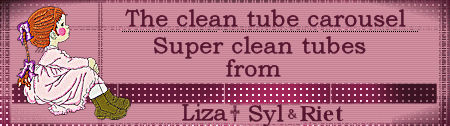 The clean tube carousel
Super clean tubes
from
Liza† Syl & Riet